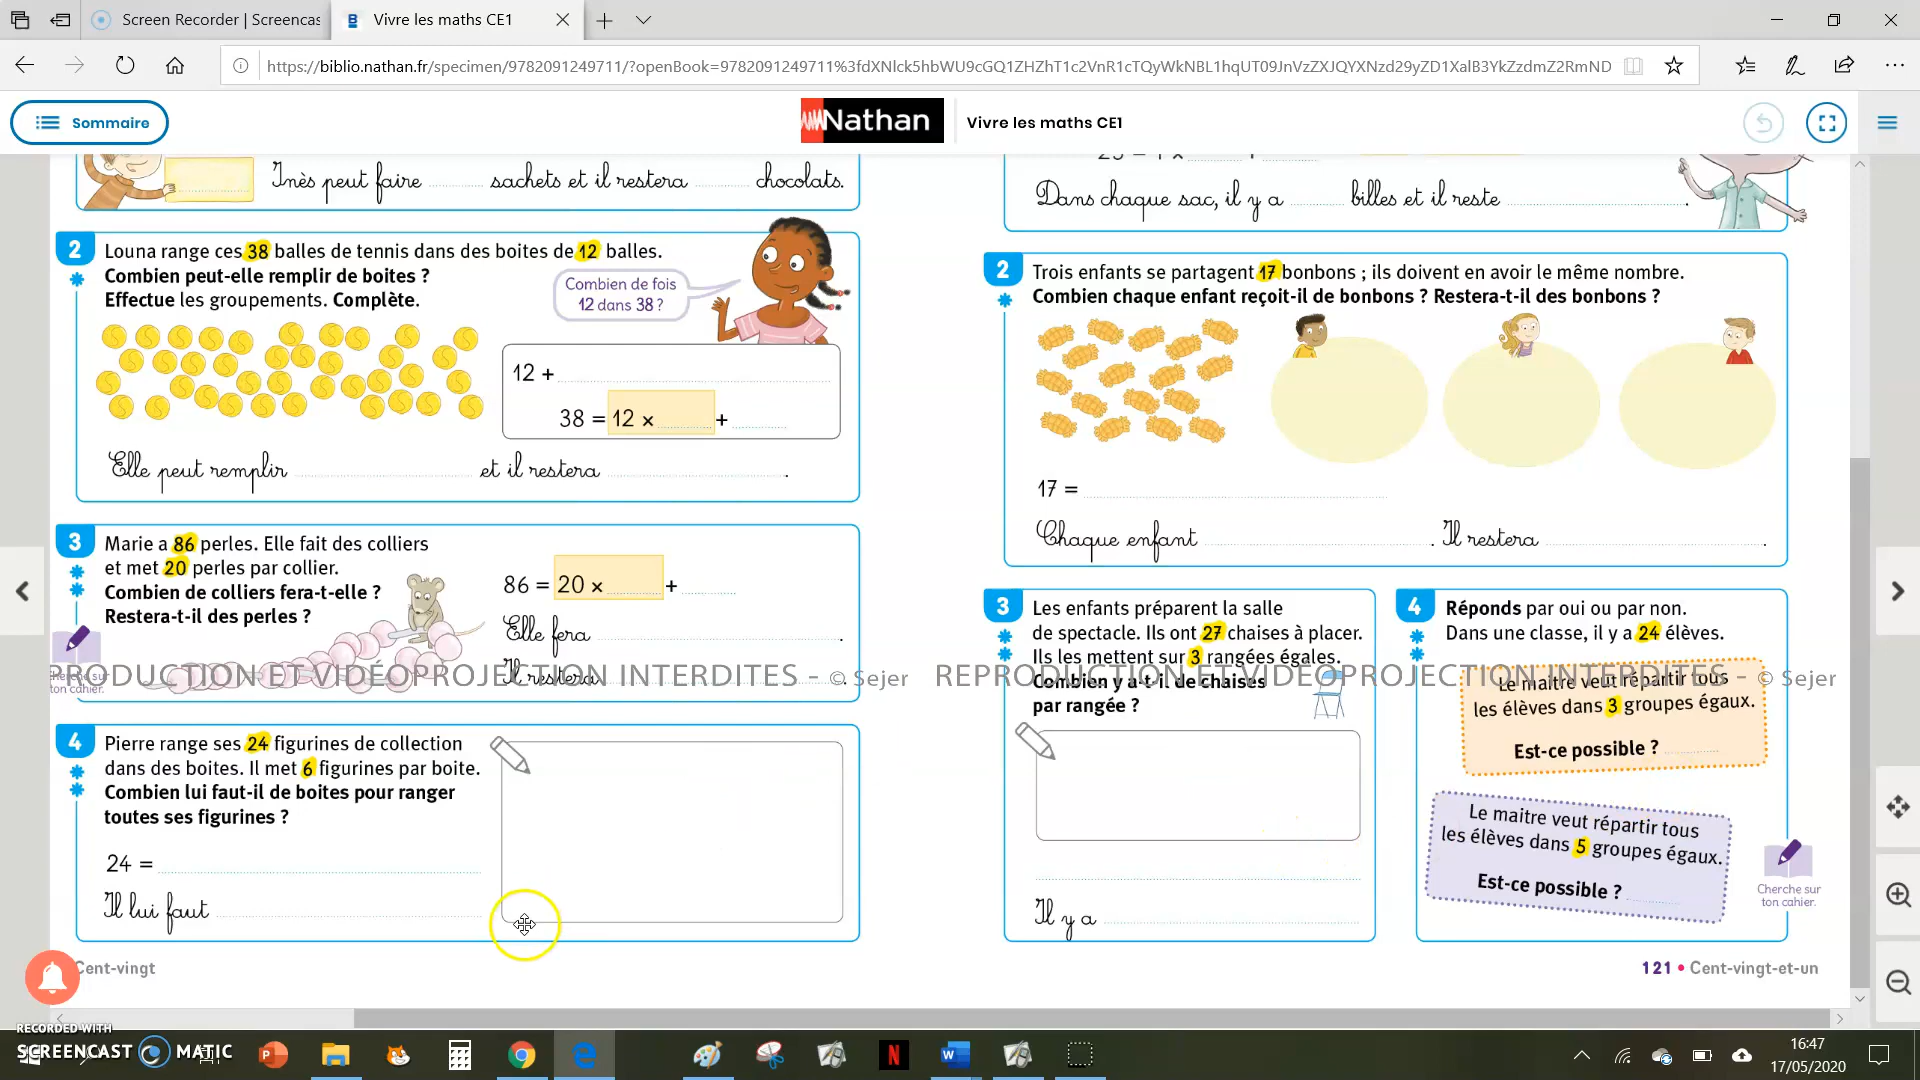 Screen Recorder | Screencas
Vivre les maths CE1
https://biblio.nathan.fr/specimen/9782091249711/?openBook=9782091249711%3fdXNlck5hbWU9cGQ1ZHZhT1c2VnR1cTQyWkNBL1hqUT09JnVzZXJQYXNzd29yZD1XalB3YkZzdmZ2RmND
Sommaire
Nathan
Vivre les maths CE1
Inès peut faire ........ sachets et il restera ........ chocolats.
2
Louna range ces 38 balles de tennis dans des boites de 12 balles.
Combien peut-elle remplir de boites ?
Effectue les groupements. Complète.
Combien de fois
12 dans 38 ?
12 + ........
38 = 12 × ........ + ........
Elle peut remplir ........ et il restera ........ .
3
Marie a 86 perles. Elle fait des colliers
et met 20 perles par collier.
Combien de colliers fera-t-elle ?
Restera-t-il des perles ?
86 = 20 × ........ + ........
Elle fera ........ .
Il restera ........ .
Cherche sur
ton cahier.
4
Pierre range ses 24 figurines de collection
dans des boites. Il met 6 figurines par boite.
Combien lui faut-il de boites pour ranger
toutes ses figurines ?
24 = ........
Il lui faut ........
Cent-vingt
Dans chaque sac, il y a ........ billes et il reste ........ .
2
Trois enfants se partagent 17 bonbons ; ils doivent en avoir le même nombre.
Combien chaque enfant reçoit-il de bonbons ? Restera-t-il des bonbons ?
17 = ........
Chaque enfant ........ . Il restera ........ .
3
Les enfants préparent la salle
de spectacle. Ils ont 27 chaises à placer.
Ils les mettent sur 3 rangées égales.
Combien y a-t-il de chaises
par rangée ?
Il y a ........
4
Réponds par oui ou par non.
Dans une classe, il y a 24 élèves.
Le maitre veut répartir tous
les élèves dans 3 groupes égaux.
Est-ce possible ? ........
Le maitre veut répartir tous
les élèves dans 5 groupes égaux.
Est-ce possible ? ........
Cherche sur
ton cahier.
121 • Cent-vingt-et-un
PRODUCTION ET VIDÉOPROJECTION INTERDITES - © Sejer
REPRODUCTION ET VIDÉOPROJECTION INTERDITES - © Sejer
RECORDED WITH
SCREENCAST MATIC
16:47
17/05/2020